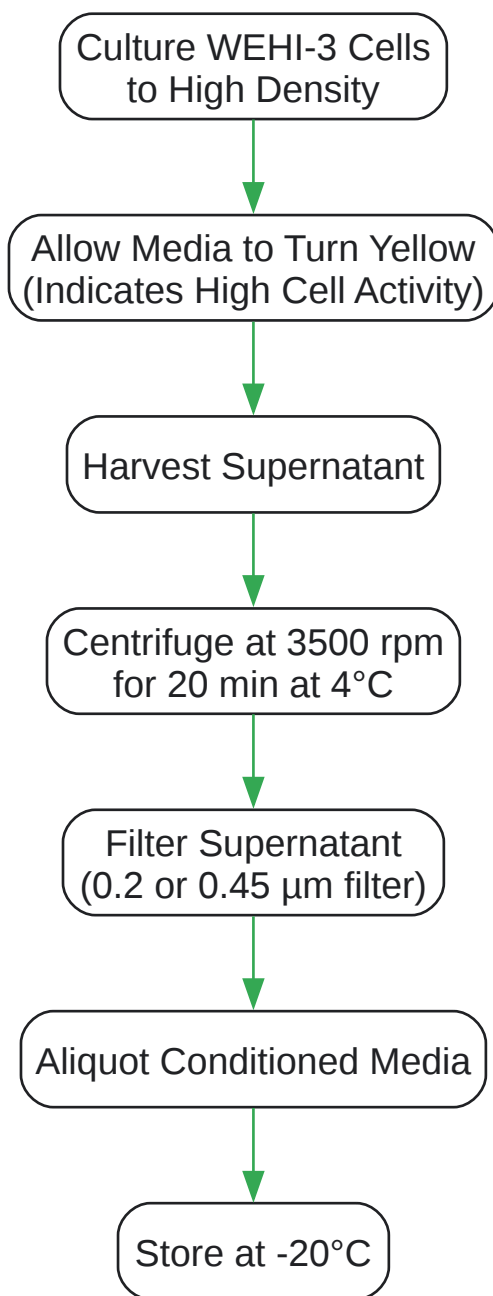 Culture WEHI-3 Cells
to High Density
Allow Media to Turn Yellow
(Indicates High Cell Activity)
Harvest Supernatant
Centrifuge at 3500 rpm
for 20 min at 4°C
Filter Supernatant
(0.2 or 0.45 µm filter)
Aliquot Conditioned Media
Store at -20°C